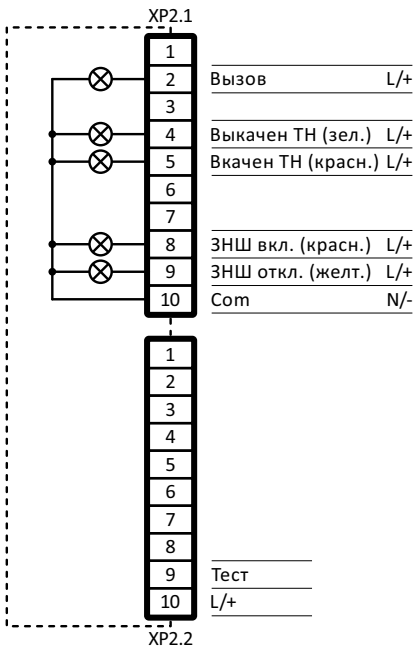 XP2.1
1
2 Вызов L/+
3
4 Выкачен ТН (зел.) L/+
5 Вкачен ТН (красн.) L/+
6
7
8 ЗНШ вкл. (красн.) L/+
9 ЗНШ откл. (желт.) L/+
10 Com N/-
1
2
3
4
5
6
7
8
9 Тест
10 L/+
XP2.2